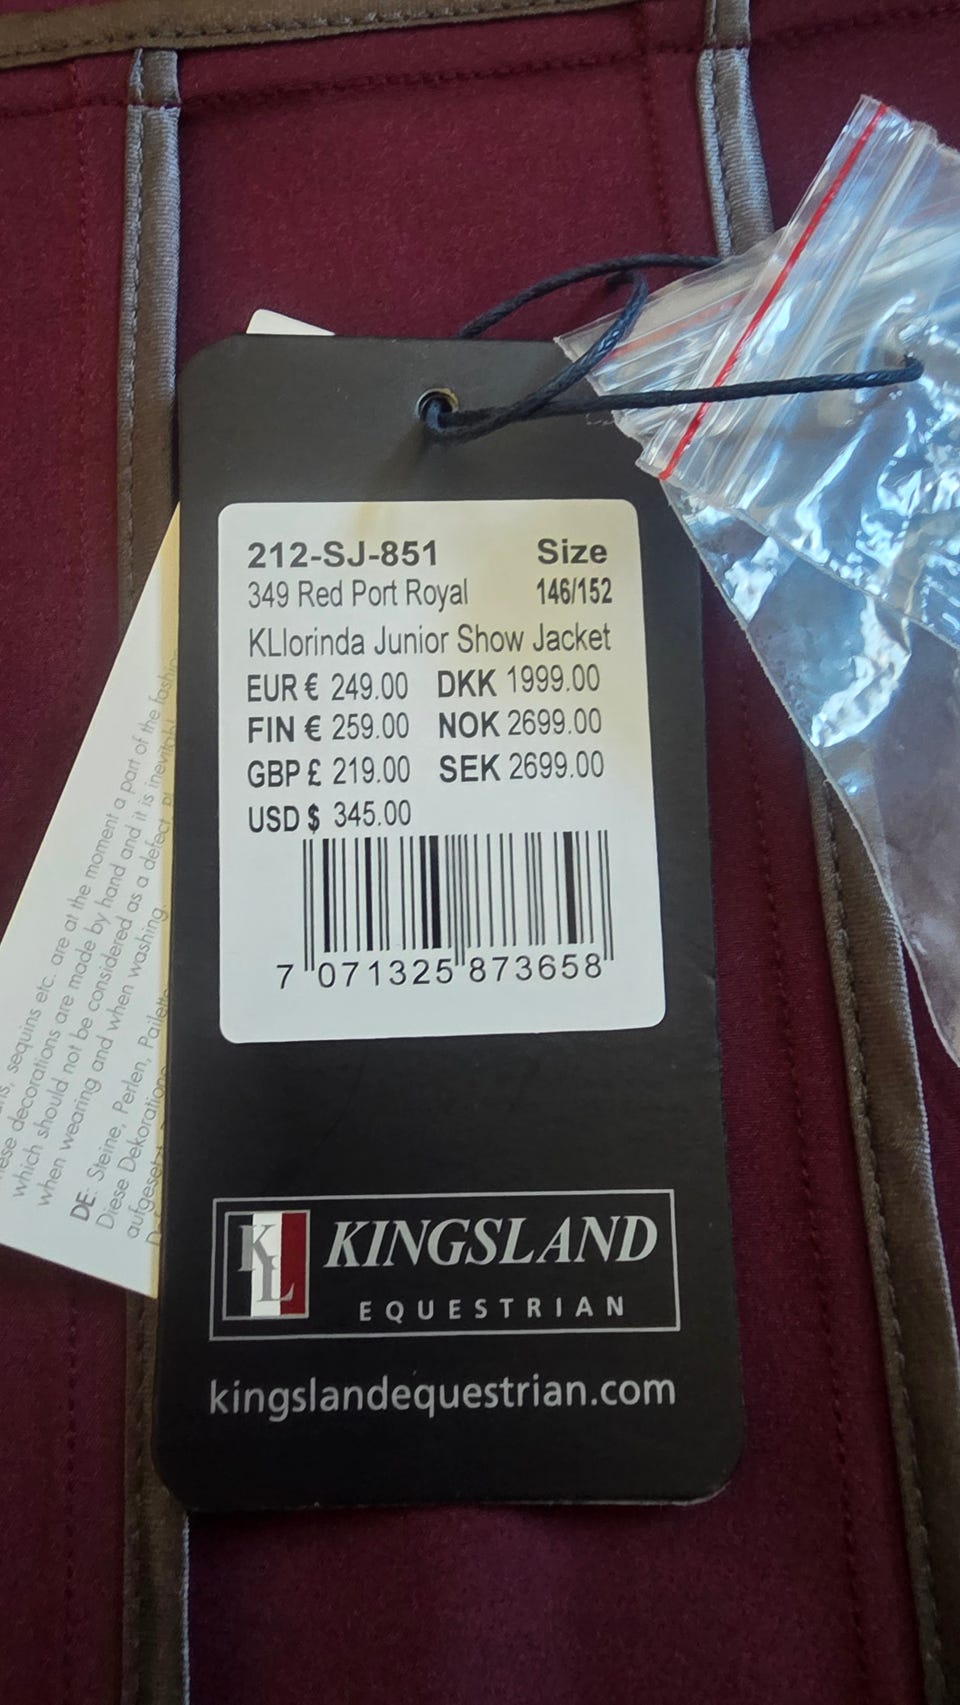 212-SJ-851 Size
349 Red Port Royal 146/152
KLlorinda Junior Show Jacket
EUR € 249.00 DKK 1999.00
FIN € 259.00 NOK 2699.00
GBP £ 219.00 SEK 2699.00
USD $ 345.00
7 071325 873658
KL KINGSLAND
EQUESTRIAN
kingslandequestrian.com
sequins etc. are at the moment a part of the fashion
these decorations are made by hand and it is
which should not be considered as a defect.
when wearing and when washing.
DE: Steine, Perlen,
Diese